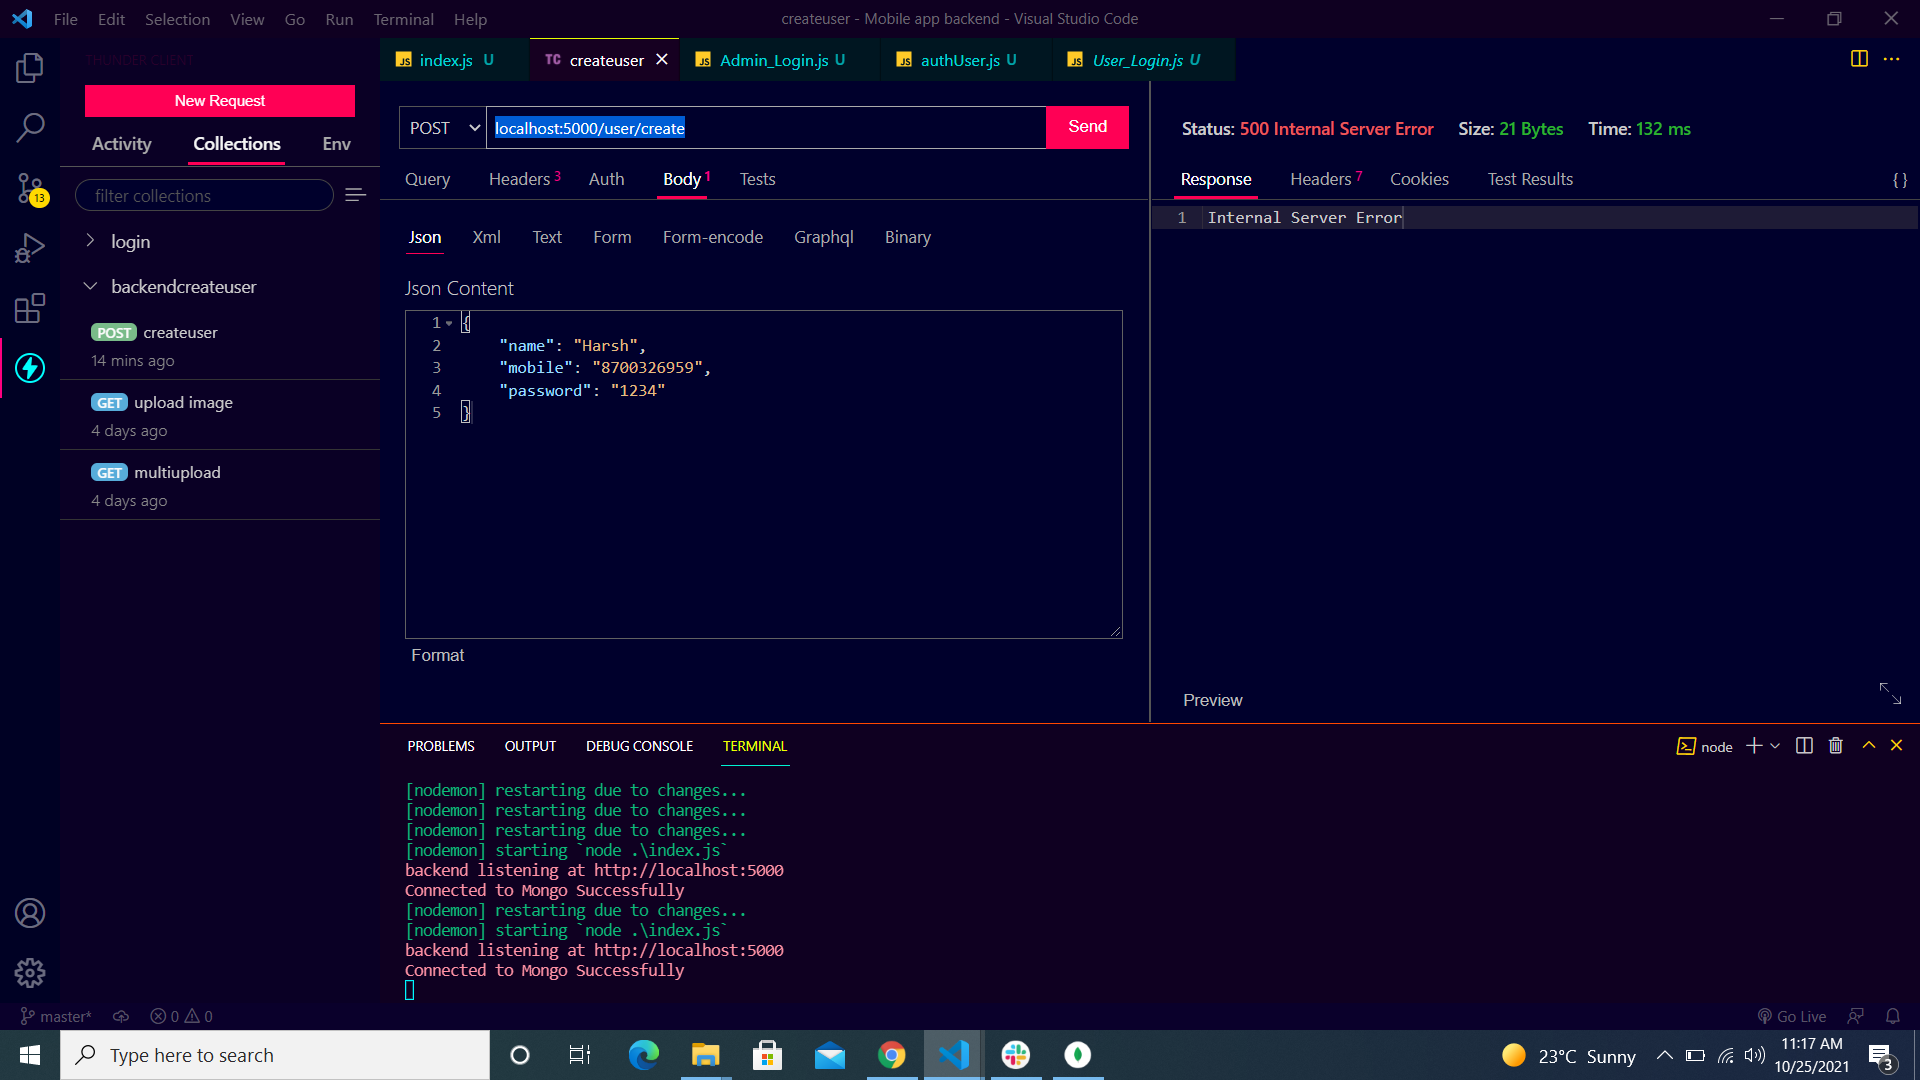 File Edit Selection View Go Run Terminal Help
createuser - Mobile app backend - Visual Studio Code
THUNDER CLIENT
index.js U
TC createuser
JS Admin_Login.js U
JS authUser.js U
JS User_Login.js U
New Request
Activity Collections Env
filter collections
login
backendcreateuser
POST createuser
14 mins ago
GET upload image
4 days ago
GET multiupload
4 days ago
13
POST localhost:5000/user/create Send
Query Headers 3 Auth Body 1 Tests
Json Xml Text Form Form-encode Graphql Binary
Json Content
1 {
2 "name": "Harsh",
3 "mobile": "8700326959",
4 "password": "1234"
5 }
Format
Status: 500 Internal Server Error Size: 21 Bytes Time: 132 ms
Response Headers 7 Cookies Test Results { }
1 Internal Server Error
Preview
PROBLEMS OUTPUT DEBUG CONSOLE TERMINAL
node
[nodemon] restarting due to changes...
[nodemon] restarting due to changes...
[nodemon] restarting due to changes...
[nodemon] starting `node .\index.js`
backend listening at http://localhost:5000
Connected to Mongo Successfully
[nodemon] restarting due to changes...
[nodemon] starting `node .\index.js`
backend listening at http://localhost:5000
Connected to Mongo Successfully
master* 0 0
Go Live
Type here to search
23°C Sunny
11:17 AM
10/25/2021
3